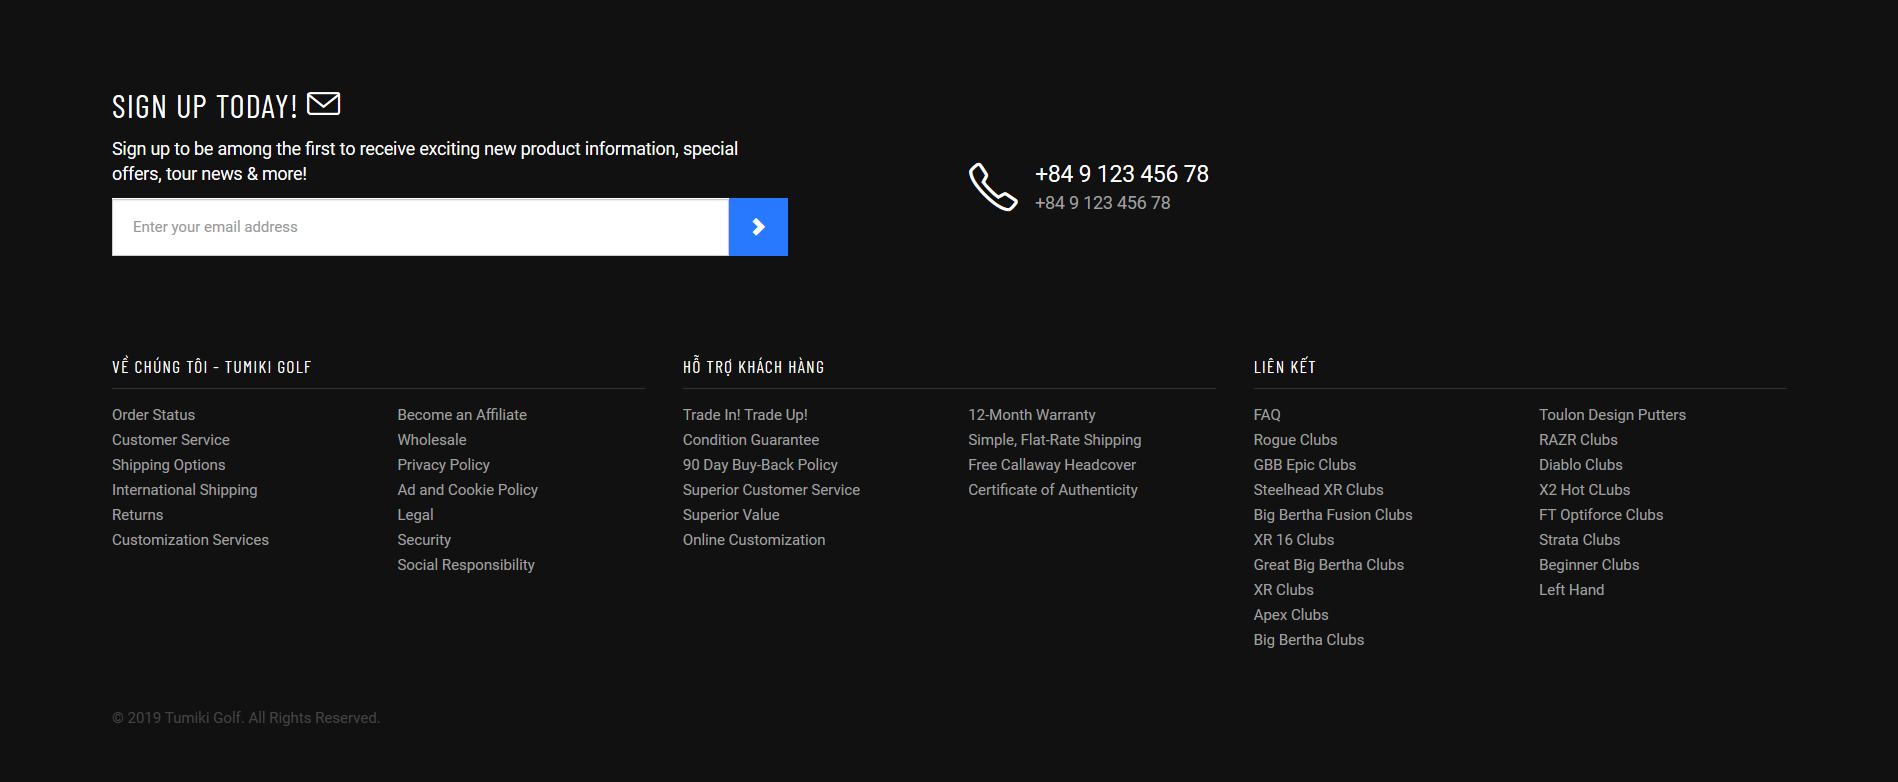 SIGN UP TODAY!
Sign up to be among the first to receive exciting new product information, special
offers, tour news & more!
Enter your email address
+84 9 123 456 78
+84 9 123 456 78
VỀ CHÚNG TÔI - TUMIKI GOLF
Order Status
Customer Service
Shipping Options
International Shipping
Returns
Customization Services
Become an Affiliate
Wholesale
Privacy Policy
Ad and Cookie Policy
Legal
Security
Social Responsibility
HỖ TRỢ KHÁCH HÀNG
Trade In! Trade Up!
Condition Guarantee
90 Day Buy-Back Policy
Superior Customer Service
Superior Value
Online Customization
12-Month Warranty
Simple, Flat-Rate Shipping
Free Callaway Headcover
Certificate of Authenticity
LIÊN KẾT
FAQ
Rogue Clubs
GBB Epic Clubs
Steelhead XR Clubs
Big Bertha Fusion Clubs
XR 16 Clubs
Great Big Bertha Clubs
XR Clubs
Apex Clubs
Big Bertha Clubs
Toulon Design Putters
RAZR Clubs
Diablo Clubs
X2 Hot CLubs
FT Optiforce Clubs
Strata Clubs
Beginner Clubs
Left Hand
© 2019 Tumiki Golf. All Rights Reserved.